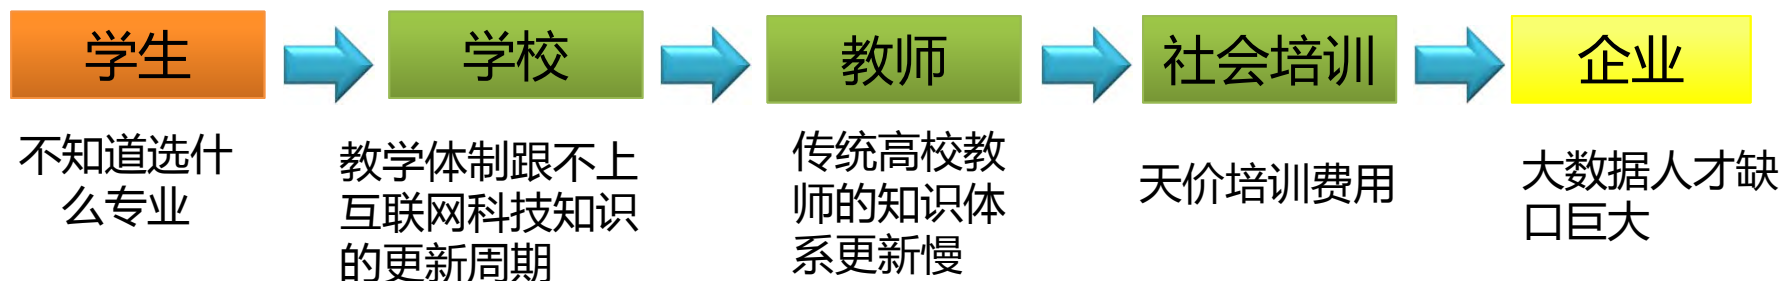 学生
学校
教师
社会培训
企业
不知道选什
么专业
教学体制跟不上
互联网科技知识
的更新周期
传统高校教
师的知识体
系更新慢
天价培训费用
大数据人才缺
口巨大